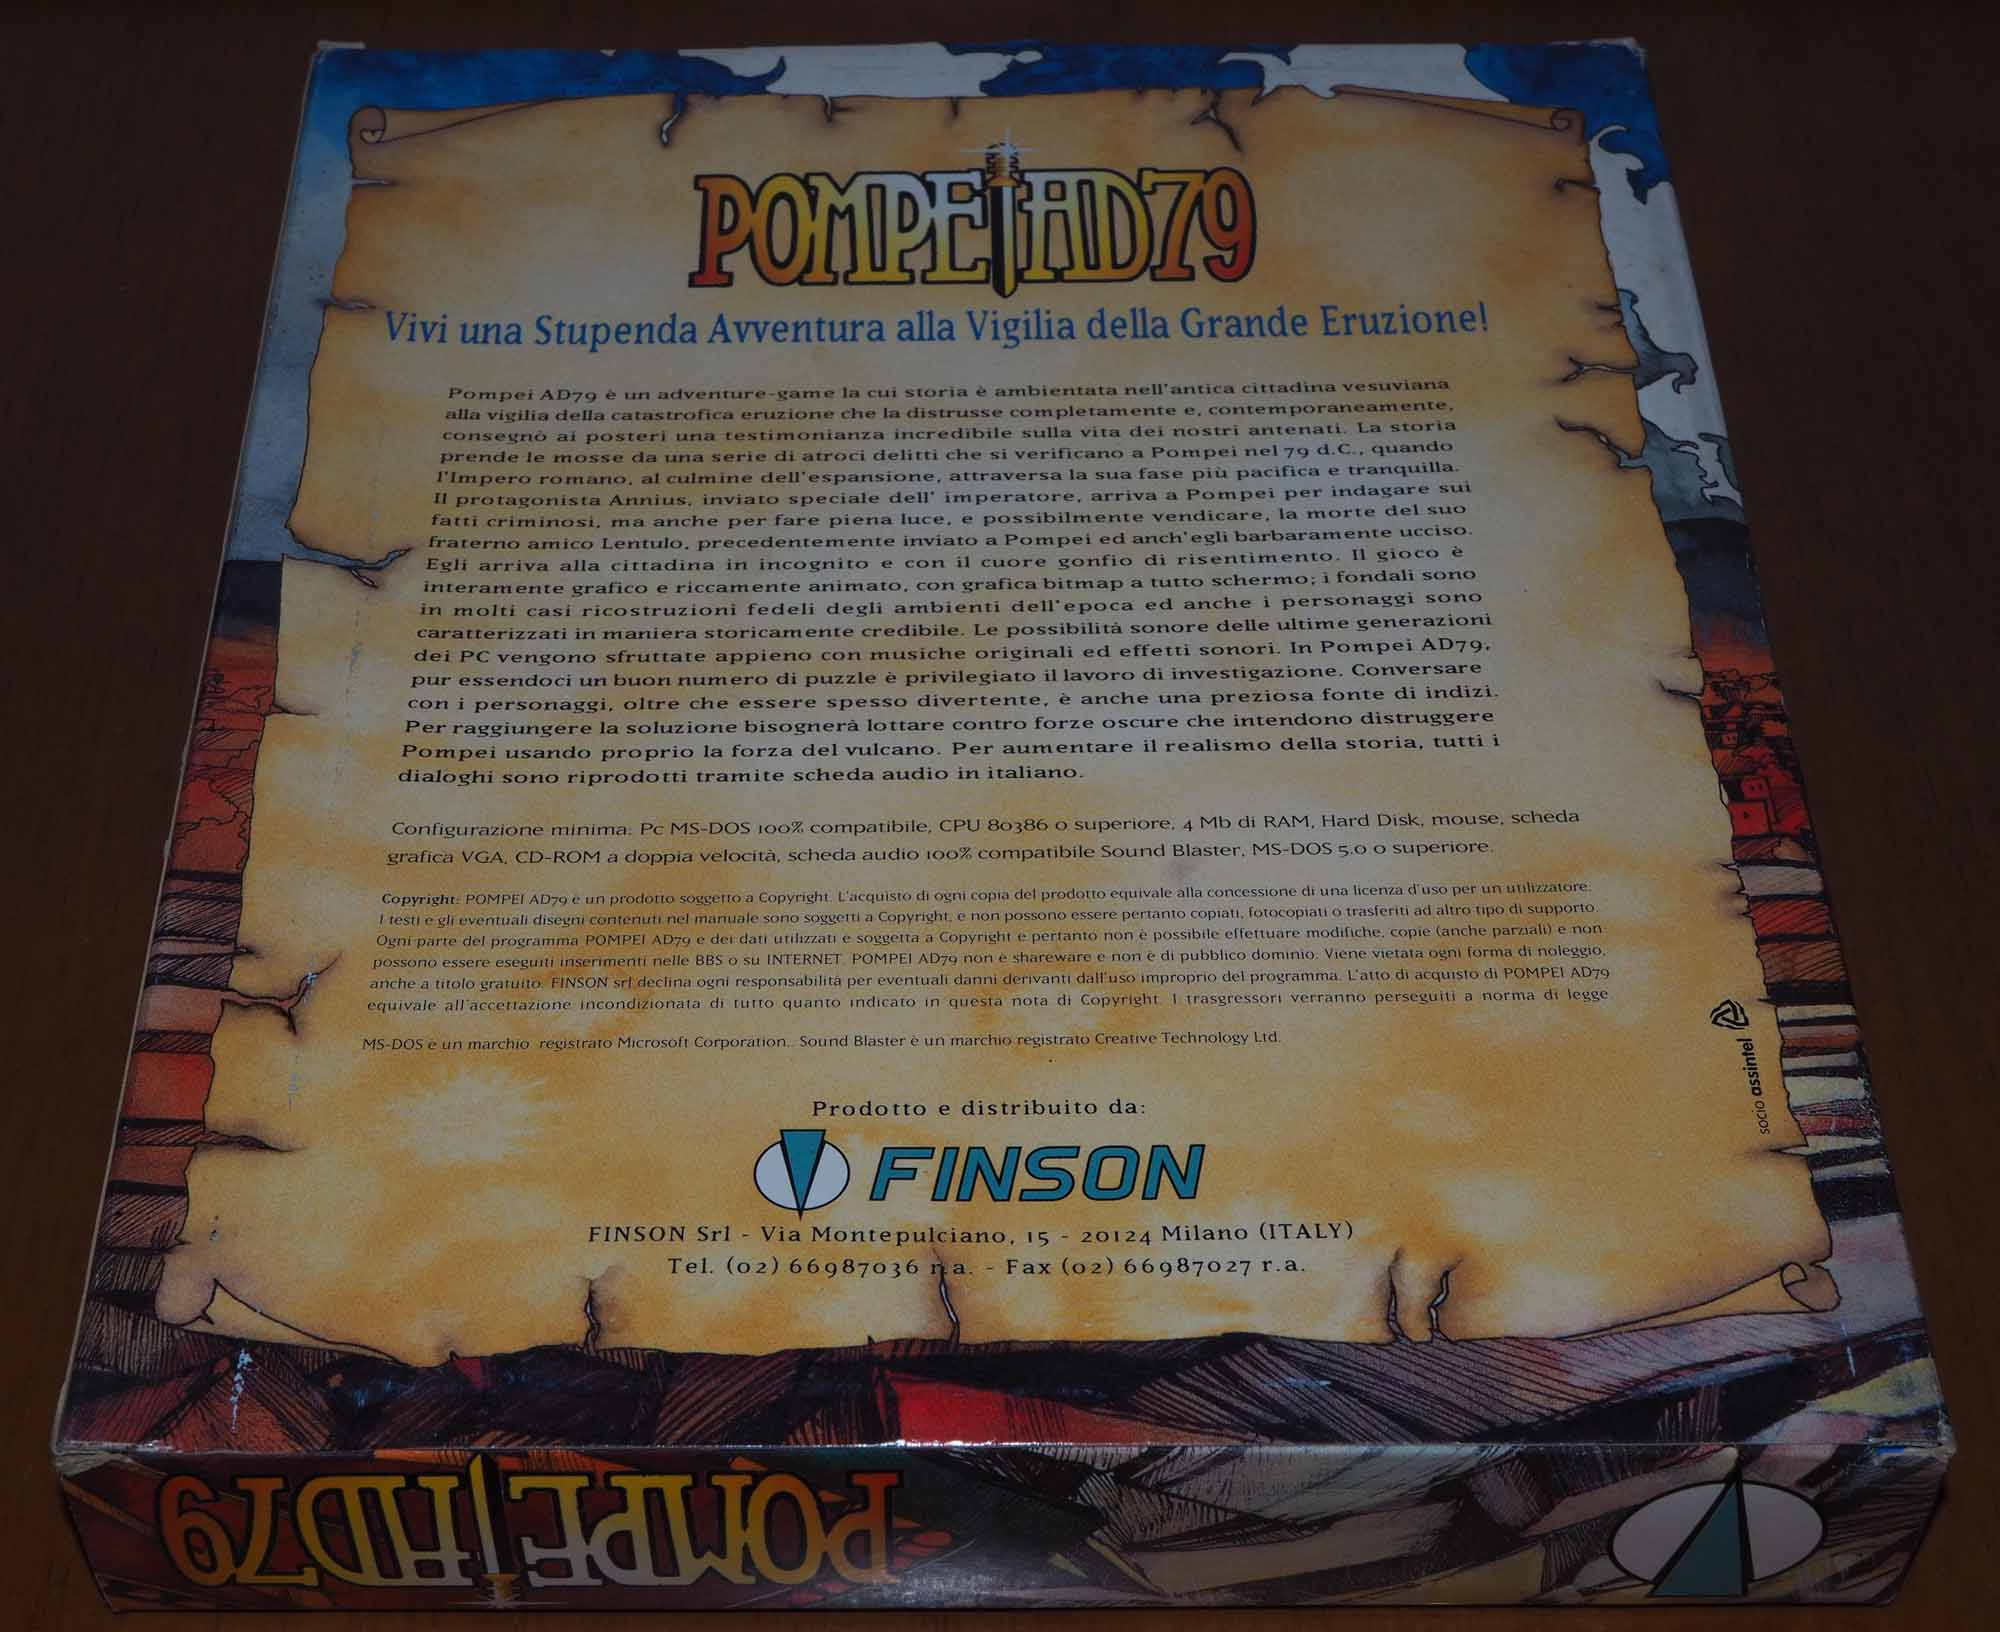 POMPEI AD79
Vivi una Stupenda Avventura alla Vigilia della Grande Eruzione!
Pompei AD79 è un adventure-game la cui storia è ambientata nell'antica cittadina vesuviana
alla vigilia della catastrofica eruzione che la distrusse completamente e, contemporaneamente,
consegnò ai posteri una testimonianza incredibile sulla vita dei nostri antenati. La storia
prende le mosse da una serie di atroci delitti che si verificano a Pompei nel 79 d.C., quando
l'Impero romano, al culmine dell'espansione, attraversa la sua fase più pacifica e tranquilla.
Il protagonista Annius, inviato speciale dell' imperatore, arriva a Pompei per indagare sui
fatti criminosi, ma anche per fare piena luce, e possibilmente vendicare, la morte del suo
fraterno amico Lentulo, precedentemente inviato a Pompei ed anch'egli barbaramente ucciso.
Egli arriva alla cittadina in incognito e con il cuore gonfio di risentimento. Il gioco è
interamente grafico e riccamente animato, con grafica bitmap a tutto schermo; i fondali sono
in molti casi ricostruzioni fedeli degli ambienti dell'epoca ed anche i personaggi sono
caratterizzati in maniera storicamente credibile. Le possibilità sonore delle ultime generazioni
dei PC vengono sfruttate appieno con musiche originali ed effetti sonori. In Pompei AD79,
pur essendoci un buon numero di puzzle è privilegiato il lavoro di investigazione. Conversare
con i personaggi, oltre che essere spesso divertente, è anche una preziosa fonte di indizi.
Per raggiungere la soluzione bisognerà lottare contro forze oscure che intendono distruggere
Pompei usando proprio la forza del vulcano. Per aumentare il realismo della storia, tutti i
dialoghi sono riprodotti tramite scheda audio in italiano.
Configurazione minima: Pc MS-DOS 100% compatibile, CPU 80386 o superiore, 4 Mb di RAM, Hard Disk, mouse, scheda
grafica VGA, CD-ROM a doppia velocità, scheda audio 100% compatibile Sound Blaster, MS-DOS 5.0 o superiore.
Copyright: POMPEI AD79 è un prodotto soggetto a Copyright. L'acquisto di ogni copia del prodotto equivale alla concessione di una licenza d'uso per un utilizzatore.
I testi e gli eventuali disegni contenuti nel manuale sono soggetti a Copyright, e non possono essere pertanto copiati, fotocopiati o trasferiti ad altro tipo di supporto.
Ogni parte del programma POMPEI AD79 e dei dati utilizzati è soggetta a Copyright e pertanto non è possibile effettuare modifiche, copie (anche parziali) e non
possono essere eseguiti inserimenti nelle BBS o su INTERNET. POMPEI AD79 non è shareware e non è di pubblico dominio. Viene vietata ogni forma di noleggio,
anche a titolo gratuito. FINSON srl declina ogni responsabilità per eventuali danni derivanti dall'uso improprio del programma. L'atto di acquisto di POMPEI AD79
equivale all'accettazione incondizionata di tutto quanto indicato in questa nota di Copyright. I trasgressori verranno perseguiti a norma di legge.
MS-DOS è un marchio registrato Microsoft Corporation.. Sound Blaster è un marchio registrato Creative Technology Ltd.
socio assintel
Prodotto e distribuito da:
FINSON
FINSON Srl - Via Montepulciano, 15 - 20124 Milano (ITALY)
Tel. (02) 66987036 r.a. - Fax (02) 66987027 r.a.
POMPEI AD79